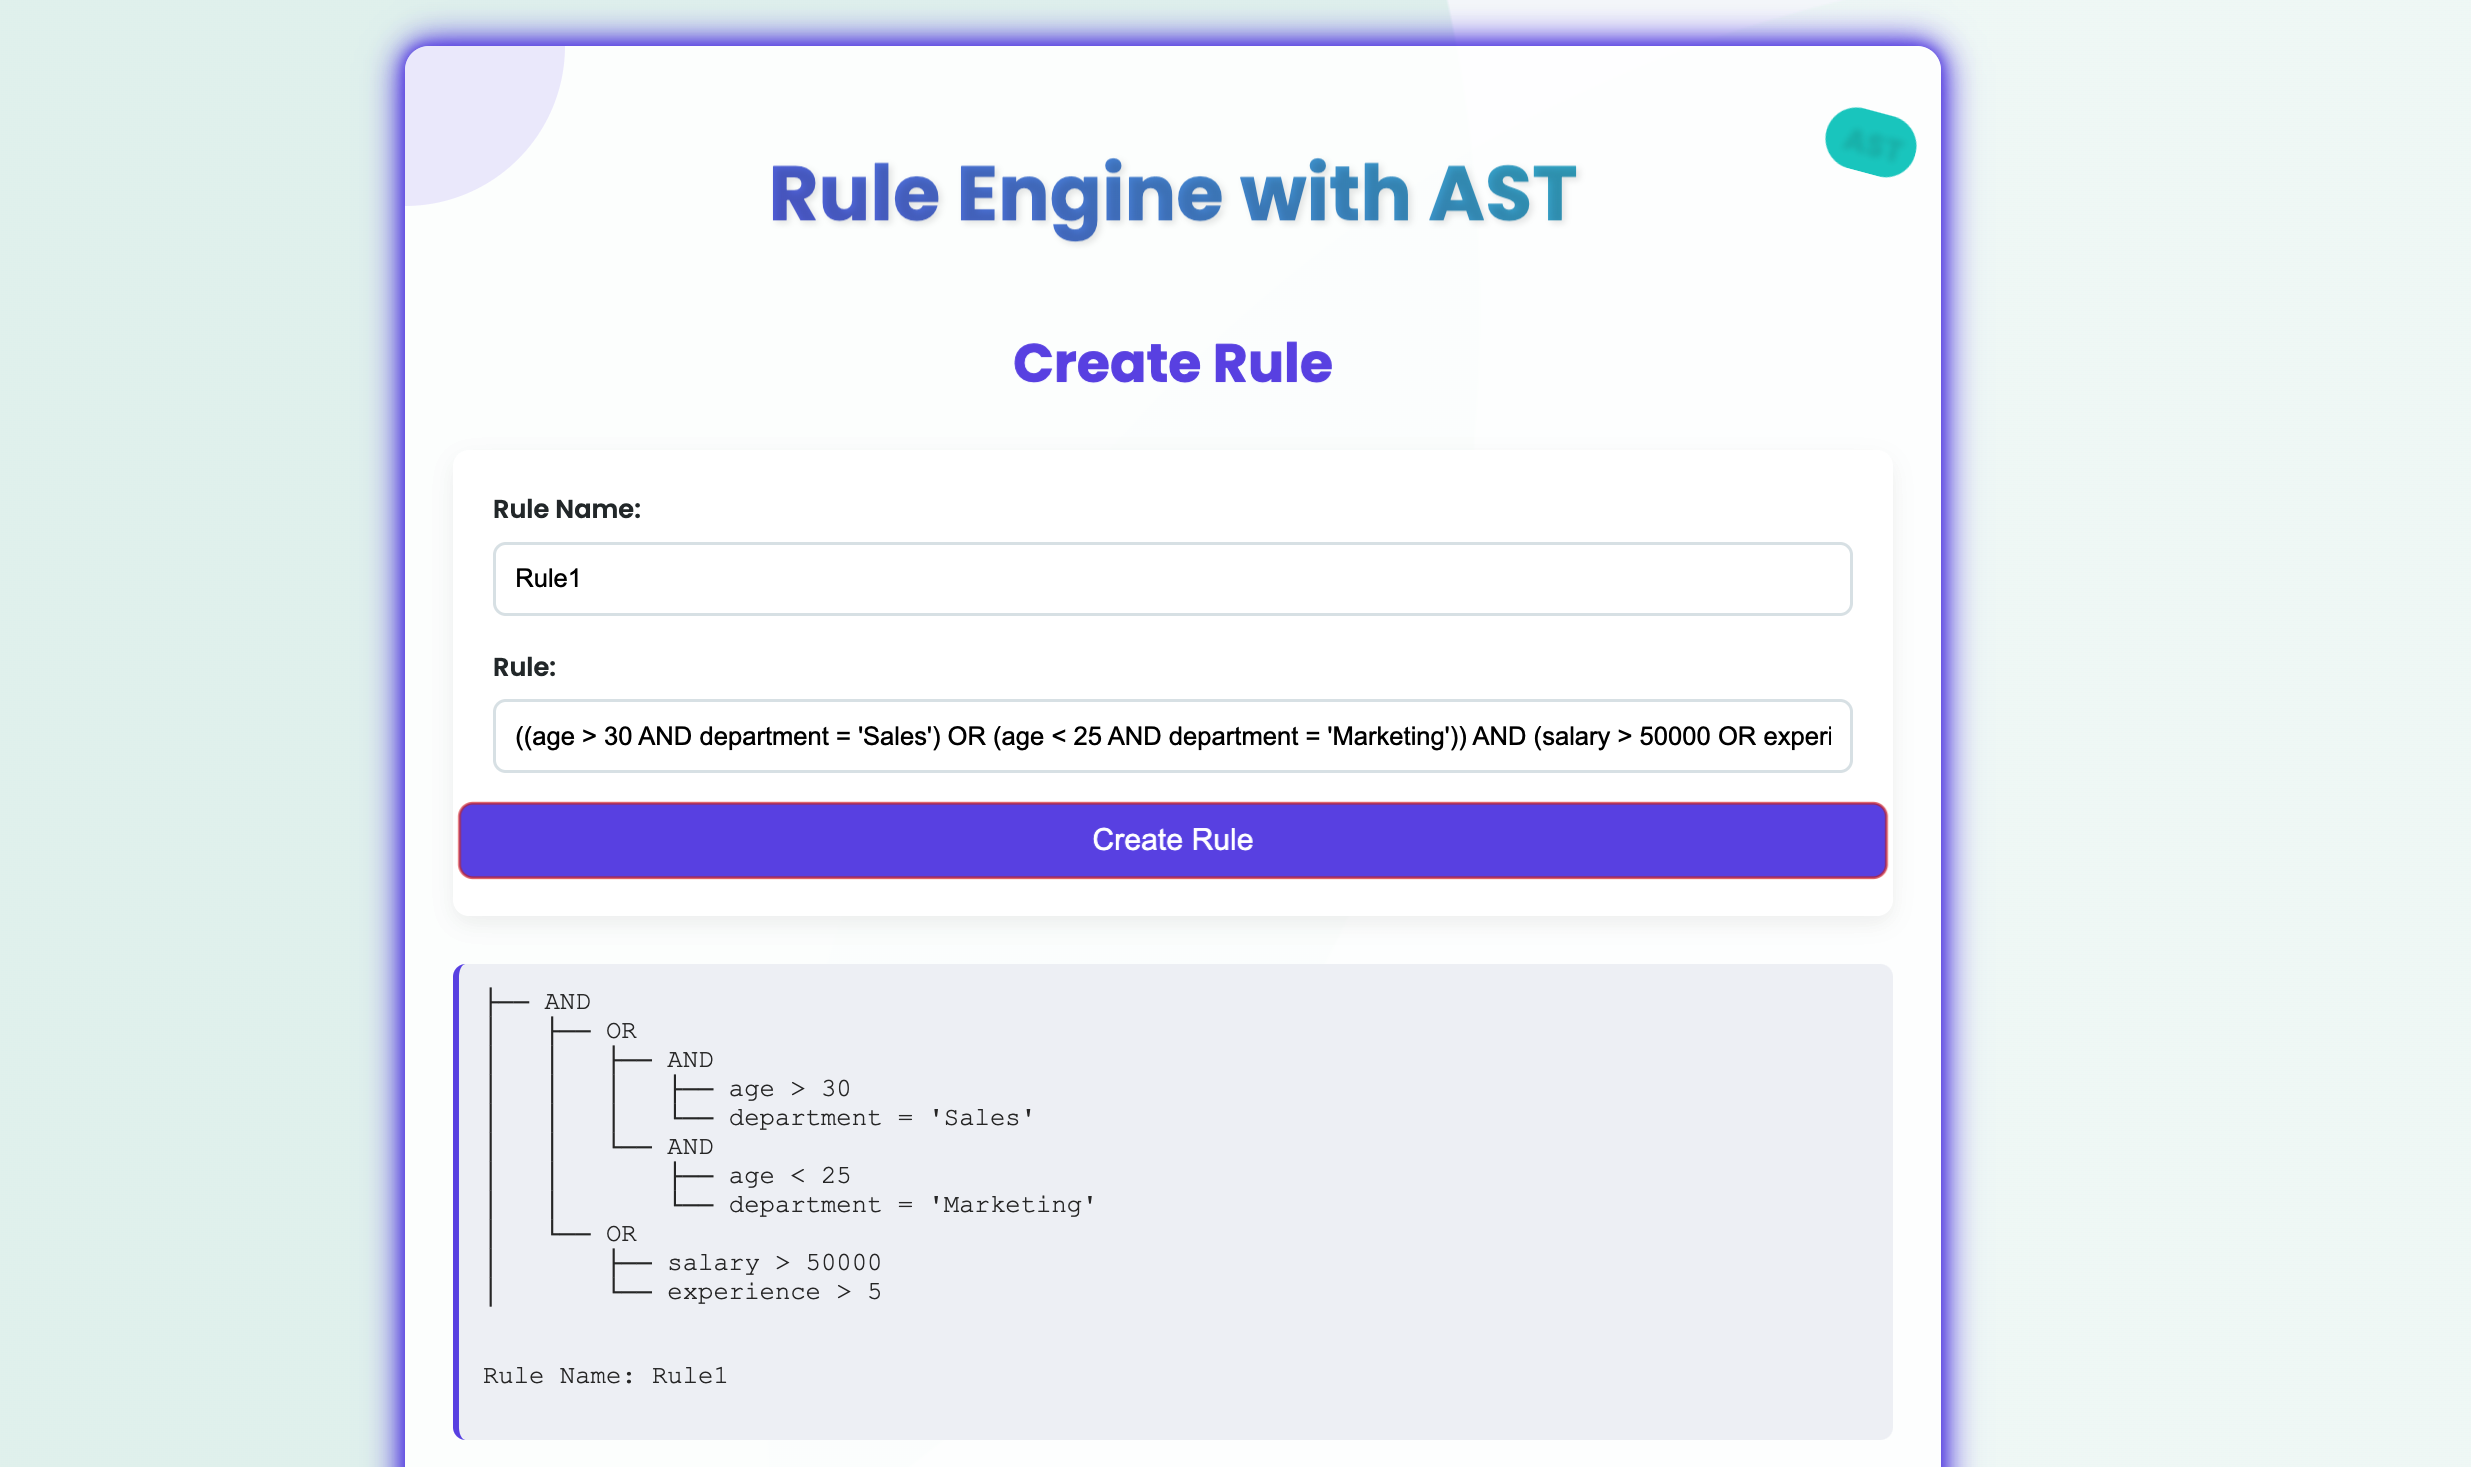 AST
Rule Engine with AST
Create Rule
Rule Name:
Rule1
Rule:
((age > 30 AND department = 'Sales') OR (age < 25 AND department = 'Marketing')) AND (salary > 50000 OR experi
Create Rule
├── AND
│   ├── OR
│   │   ├── AND
│   │   │   ├── age > 30
│   │   │   └── department = 'Sales'
│   │   └── AND
│   │       ├── age < 25
│   │       └── department = 'Marketing'
│   └── OR
│       ├── salary > 50000
│       └── experience > 5
Rule Name: Rule1